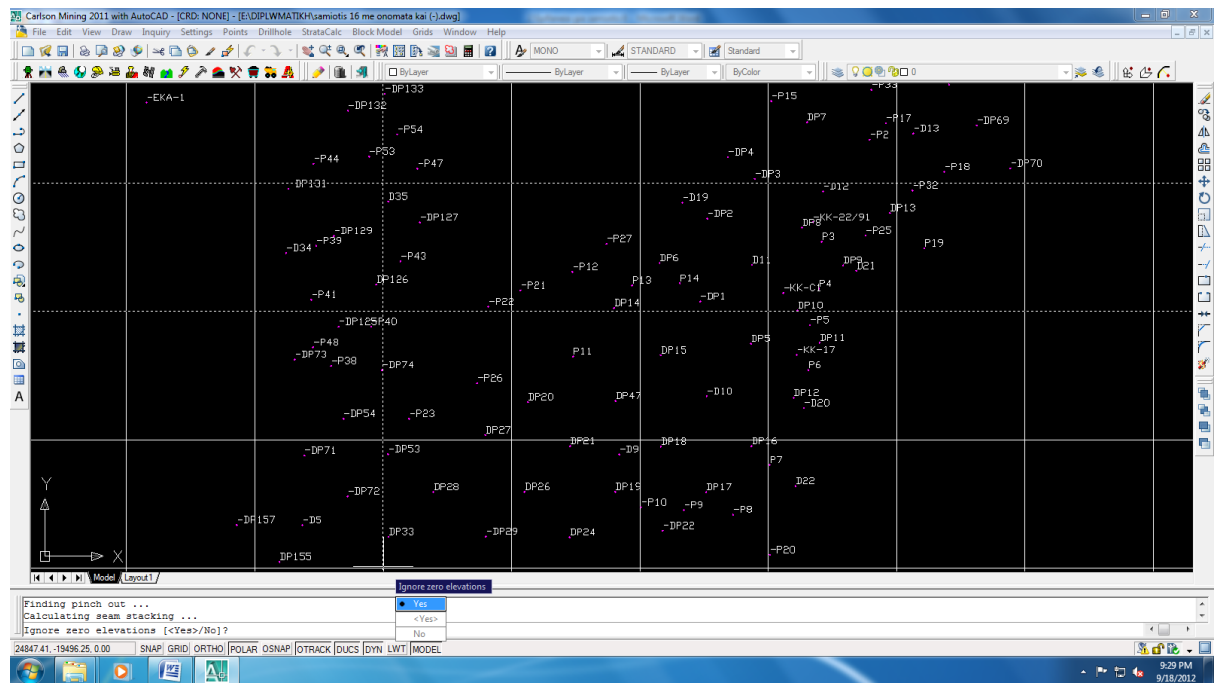 Carlson Mining 2011 with AutoCAD - [CRD: NONE] - [E:\DIPLWMATIKH\samiotis 16 me onomata kai (-).dwg]
File Edit View Draw Inquiry Settings Points Drillhole StrataCalc Block Model Grids Window Help
MONO STANDARD Standard
ByLayer ByLayer ByLayer ByColor 0
-DP133
-EKA-1 -P15
-DP132
DP7 -P17 -DP69
-P54 -P2 -D13
-P53 -DP4
-P44 -P47 -P18 -DP70
-DP3
DP131 -D12 -P32
D35 -D19
-DP127 -DP2 DP13
DP8 -KK-22/91
-DP129 -P25
-D34 -P39 -P27 P3 P19
-P43 DP6 D11 DP9 D21
-P12
DP126 -P21 P13 P14 -KK-C1 P4
-P41 -P22 DP14 -DP1 DP10
-DP125 P40 -P5
-P48 DP5 DP11
-DP73 P11 DP15 -KK-17
-P38 -DP74 P6
-P26
DP20 DP47 -D10 DP12
-D20
-DP54 -P23
DP27
DP21 DP18 DP16
-DP71 -DP53 -D9
P7
-DP72 DP28 DP26 DP19 DP17 D22
-P10 -P9 -P8
-DP157 -D5 -DP22
DP33 -DP29 DP24
DP155 -P20
Y
X
Model Layout1
Ignore zero elevations
Yes
<Yes>
No
Finding pinch out ...
Calculating seam stacking ...
Ignore zero elevations [<Yes>/No]?
24847.41, -19496.25, 0.00 SNAP GRID ORTHO POLAR OSNAP OTRACK DUCS DYN LWT MODEL
9:29 PM
9/18/2012